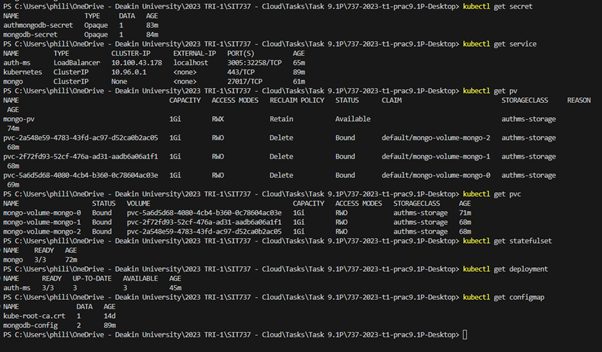 PS C:\Users\phili\OneDrive - Deakin University\2023 TRI-1\SIT737 - Cloud\Tasks\Task 9.1P\737-2023-t1-prac9.1P-Desktop> kubectl get secret
NAME TYPE DATA AGE
authmongodb-secret Opaque 1 83m
mongodb-secret Opaque 1 84m
PS C:\Users\phili\OneDrive - Deakin University\2023 TRI-1\SIT737 - Cloud\Tasks\Task 9.1P\737-2023-t1-prac9.1P-Desktop> kubectl get service
NAME TYPE CLUSTER-IP EXTERNAL-IP PORT(S) AGE
auth-ms LoadBalancer 10.100.43.178 localhost 3005:32258/TCP 65m
kubernetes ClusterIP 10.96.0.1 <none> 443/TCP 89m
mongo ClusterIP None <none> 27017/TCP 61m
PS C:\Users\phili\OneDrive - Deakin University\2023 TRI-1\SIT737 - Cloud\Tasks\Task 9.1P\737-2023-t1-prac9.1P-Desktop> kubectl get pv
NAME CAPACITY ACCESS MODES RECLAIM POLICY STATUS CLAIM STORAGECLASS REASON
AGE
mongo-pv 1Gi RWX Retain Available authms-storage
74m
pvc-2a548e59-4783-43fd-ac97-d52ca0b2ac05 1Gi RWO Delete Bound default/mongo-volume-mongo-2 authms-storage
68m
pvc-2f72fd93-52cf-476a-ad31-aadb6a06a1f1 1Gi RWO Delete Bound default/mongo-volume-mongo-1 authms-storage
68m
pvc-5a6d5d68-4080-4cb4-b360-0c78604ac03e 1Gi RWO Delete Bound default/mongo-volume-mongo-0 authms-storage
69m
PS C:\Users\phili\OneDrive - Deakin University\2023 TRI-1\SIT737 - Cloud\Tasks\Task 9.1P\737-2023-t1-prac9.1P-Desktop> kubectl get pvc
NAME STATUS VOLUME CAPACITY ACCESS MODES STORAGECLASS AGE
mongo-volume-mongo-0 Bound pvc-5a6d5d68-4080-4cb4-b360-0c78604ac03e 1Gi RWO authms-storage 71m
mongo-volume-mongo-1 Bound pvc-2f72fd93-52cf-476a-ad31-aadb6a06a1f1 1Gi RWO authms-storage 68m
mongo-volume-mongo-2 Bound pvc-2a548e59-4783-43fd-ac97-d52ca0b2ac05 1Gi RWO authms-storage 68m
PS C:\Users\phili\OneDrive - Deakin University\2023 TRI-1\SIT737 - Cloud\Tasks\Task 9.1P\737-2023-t1-prac9.1P-Desktop> kubectl get statefulset
NAME READY AGE
mongo 3/3 72m
PS C:\Users\phili\OneDrive - Deakin University\2023 TRI-1\SIT737 - Cloud\Tasks\Task 9.1P\737-2023-t1-prac9.1P-Desktop> kubectl get deployment
NAME READY UP-TO-DATE AVAILABLE AGE
auth-ms 3/3 3 3 45m
PS C:\Users\phili\OneDrive - Deakin University\2023 TRI-1\SIT737 - Cloud\Tasks\Task 9.1P\737-2023-t1-prac9.1P-Desktop> kubectl get configmap
NAME DATA AGE
kube-root-ca.crt 1 14d
mongodb-config 2 89m
PS C:\Users\phili\OneDrive - Deakin University\2023 TRI-1\SIT737 - Cloud\Tasks\Task 9.1P\737-2023-t1-prac9.1P-Desktop>